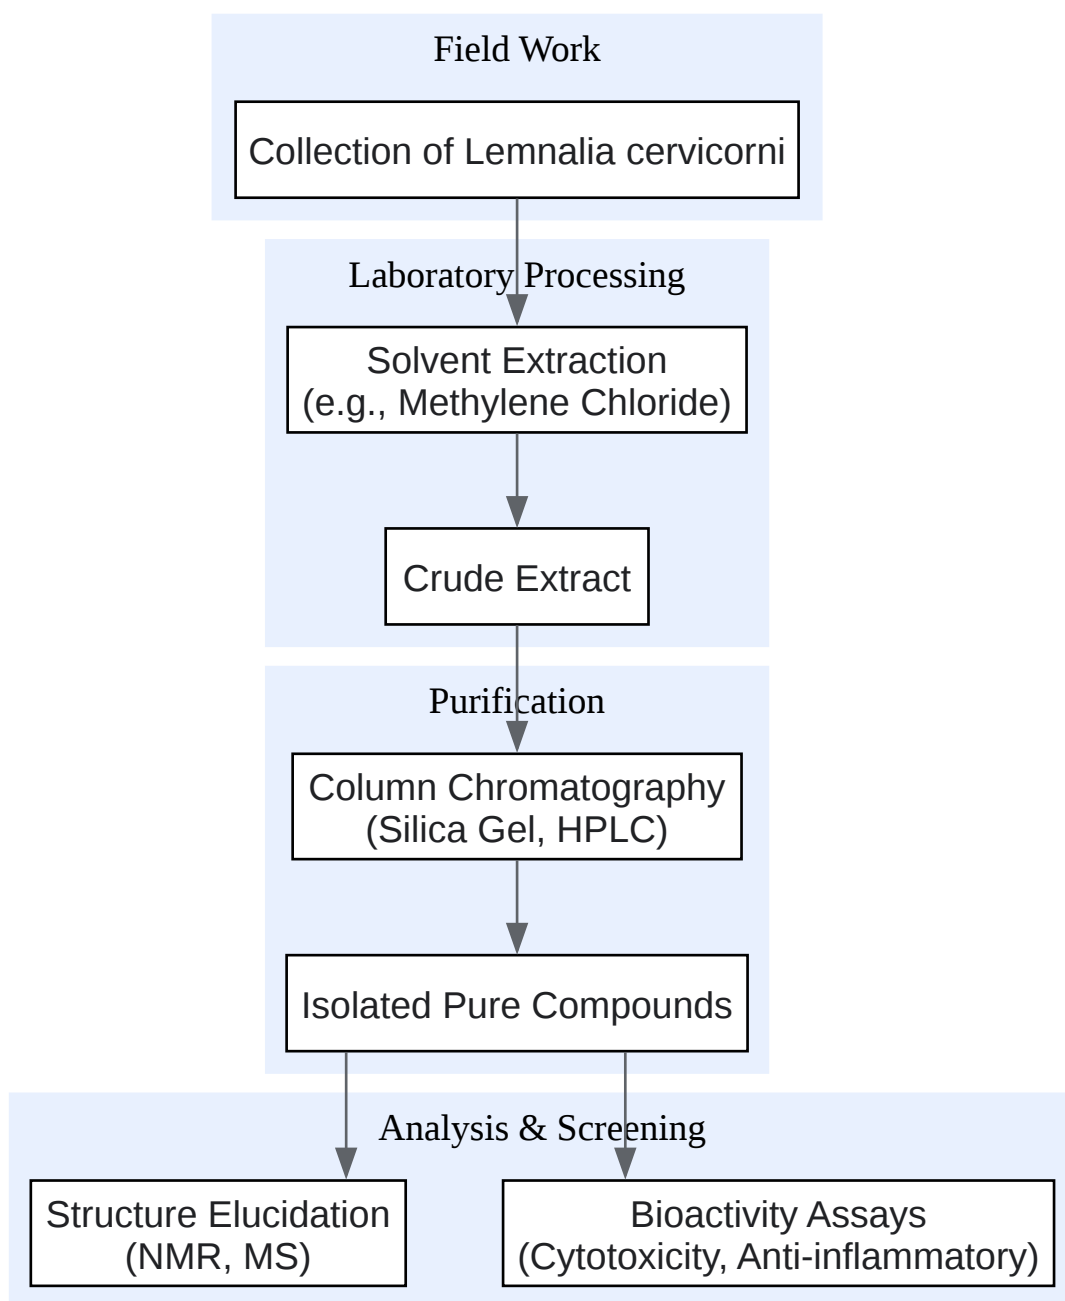 Field Work
Collection of Lemnalia cervicorni
Laboratory Processing
Solvent Extraction
(e.g., Methylene Chloride)
Crude Extract
Purification
Column Chromatography
(Silica Gel, HPLC)
Isolated Pure Compounds
Analysis & Screening
Structure Elucidation
(NMR, MS)
Bioactivity Assays
(Cytotoxicity, Anti-inflammatory)